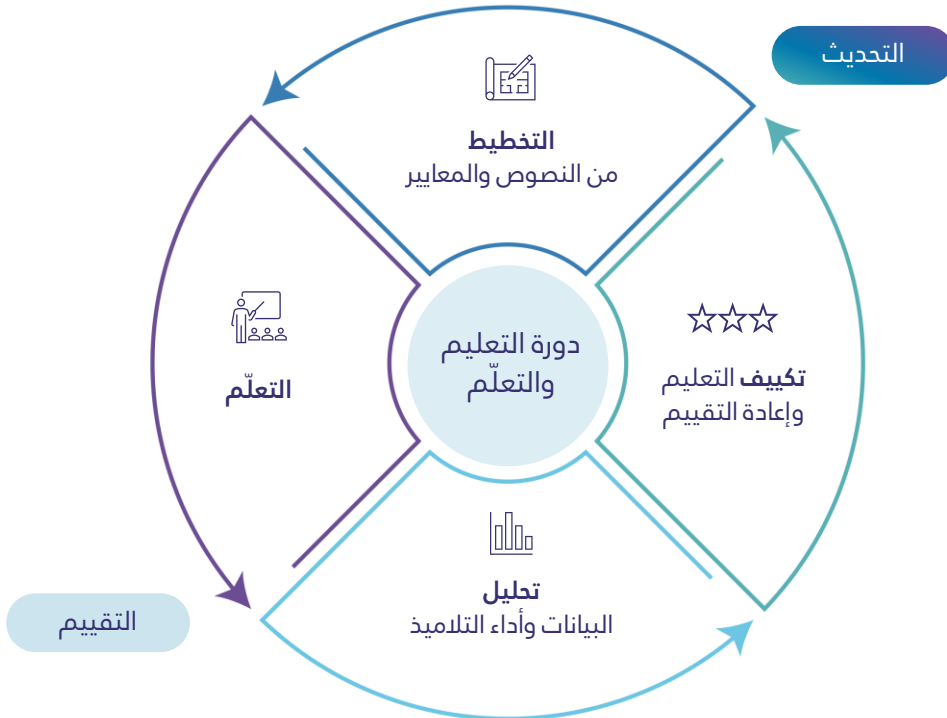 التحديث
التخطيط
من النصوص والمعايير
تكييف التعليم
وإعادة التقييم
دورة التعليم
والتعلّم
التعلّم
تحليل
البيانات وأداء التلاميذ
التقييم